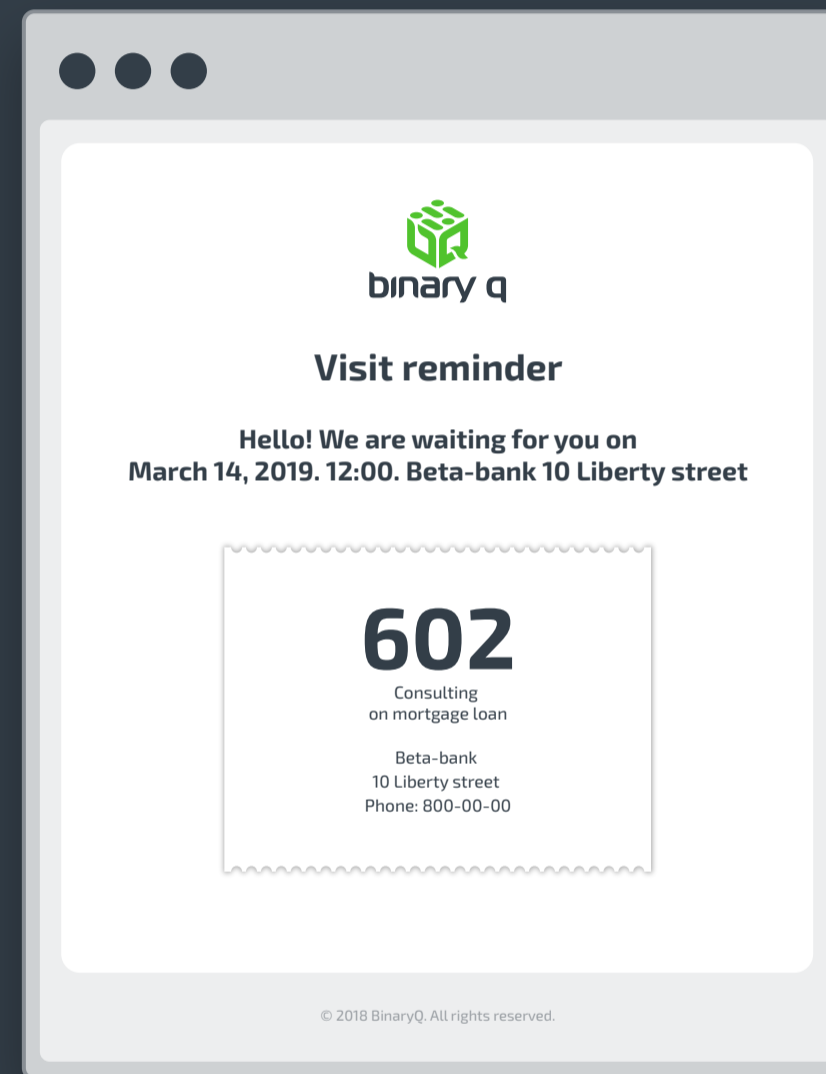 binary q
Visit reminder
Hello! We are waiting for you on
March 14, 2019. 12:00. Beta-bank 10 Liberty street
602
Consulting
on mortgage loan
Beta-bank
10 Liberty street
Phone: 800-00-00
© 2018 BinaryQ. All rights reserved.